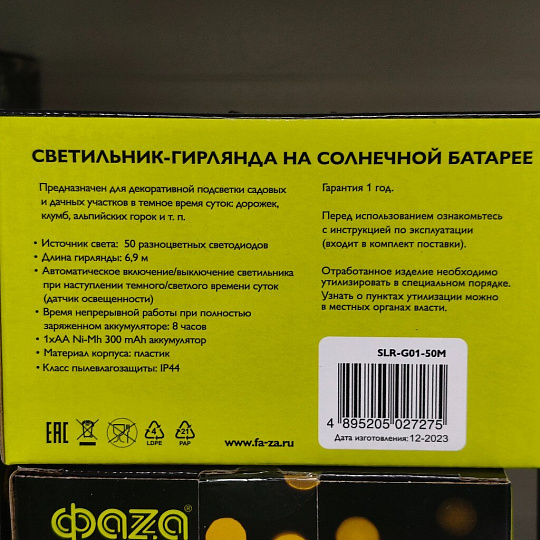 СВЕТИЛЬНИК-ГИРЛЯНДА НА СОЛНЕЧНОЙ БАТАРЕЕ
Предназначен для декоративной подсветки садовых
и дачных участков в темное время суток: дорожек,
клумб, альпийских горок и т. п.
• Источник света: 50 разноцветных светодиодов
• Длина гирлянды: 6,9 м
• Автоматическое включение/выключение светильника
при наступлении темного/светлого времени суток
(датчик освещенности)
• Время непрерывной работы при полностью
заряженном аккумуляторе: 8 часов
• 1xAA Ni-Mh 300 mAh аккумулятор
• Материал корпуса: пластик
• Класс пылевлагозащиты: IP44
Гарантия 1 год.
Перед использованием ознакомьтесь
с инструкцией по эксплуатации
(входит в комплект поставки).
Отработанное изделие необходимо
утилизировать в специальном порядке.
Узнать о пунктах утилизации можно
в местных органах власти.
SLR-G01-50M
4 895205 027275
Дата изготовления: 12-2023
EAC
4
LDPE
21
PAP
www.fa-za.ru
фаzа®